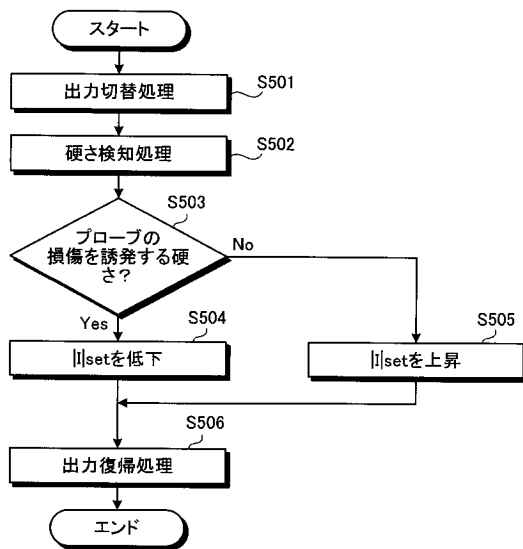 スタート
出力切替処理
S501
硬さ検知処理
S502
S503
プローブの
損傷を誘発する硬
さ?
No
Yes
S504
|I|setを低下
S505
|I|setを上昇
S506
出力復帰処理
エンド